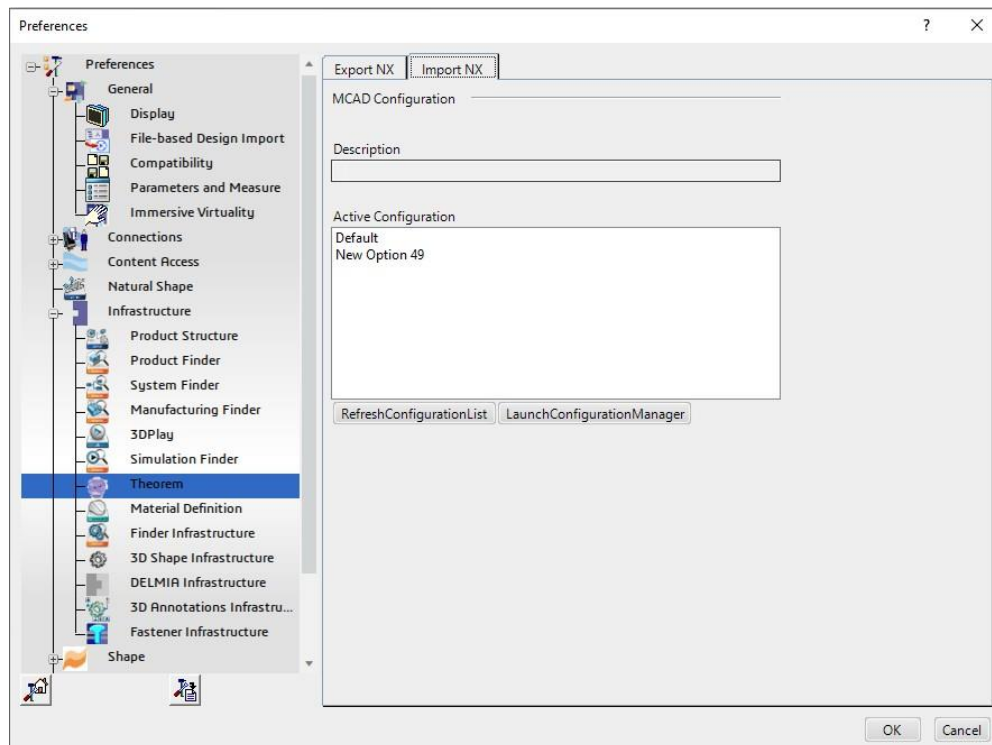 Preferences
?
Preferences
General
Display
File-based Design Import
Compatibility
Parameters and Measure
Immersive Virtuality
Connections
Content Access
Natural Shape
Infrastructure
Product Structure
Product Finder
System Finder
Manufacturing Finder
3DPlay
Simulation Finder
Theorem
Material Definition
Finder Infrastructure
3D Shape Infrastructure
DELMIA Infrastructure
3D Annotations Infrastru...
Fastener Infrastructure
Shape
Export NX Import NX
MCAD Configuration
Description
Active Configuration
Default
New Option 49
RefreshConfigurationList LaunchConfigurationManager
OK Cancel